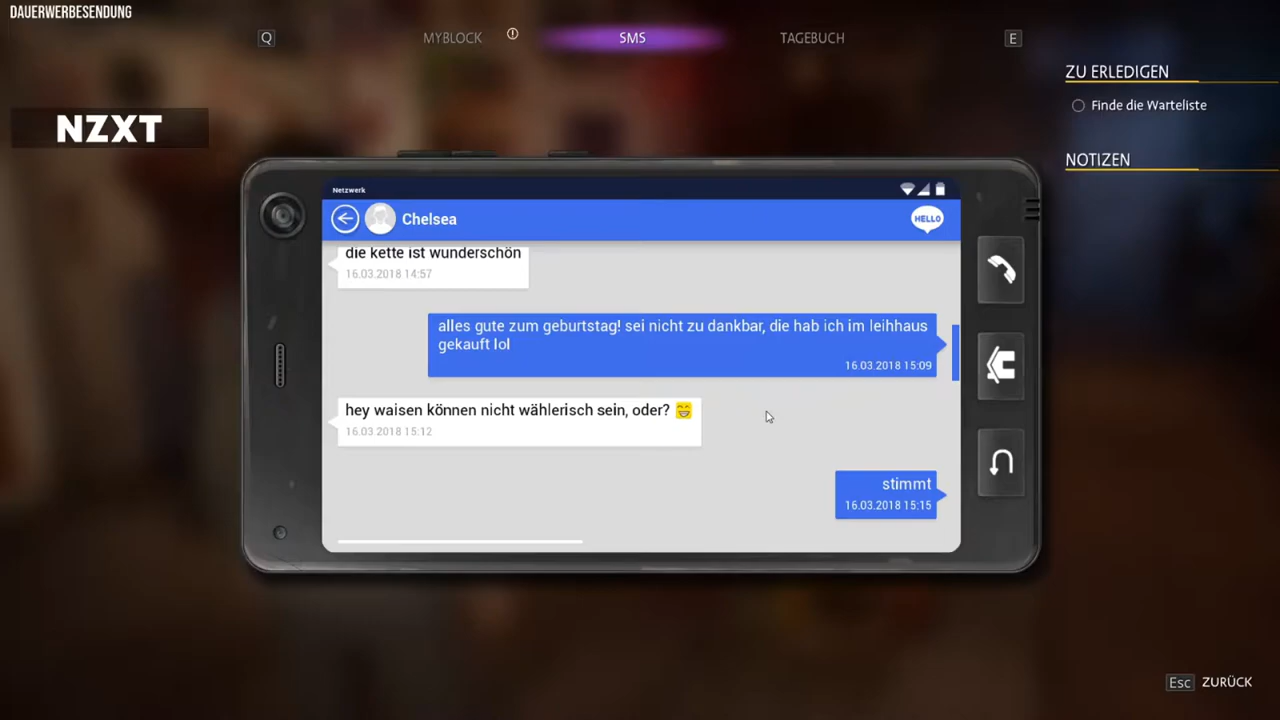 DAUERWERBESENDUNG
Q
MYBLOCK
SMS
TAGEBUCH
E
ZU ERLEDIGEN
Finde die Warteliste
NOTIZEN
NZXT
Netzwerk
Chelsea
HELLO
die kette ist wunderschön
16.03.2018 14:57
alles gute zum geburtstag! sei nicht zu dankbar, die hab ich im leihhaus
gekauft lol
16.03.2018 15:09
hey waisen können nicht wählerisch sein, oder? 😄
16.03.2018 15:12
stimmt
16.03.2018 15:15
Esc ZURÜCK